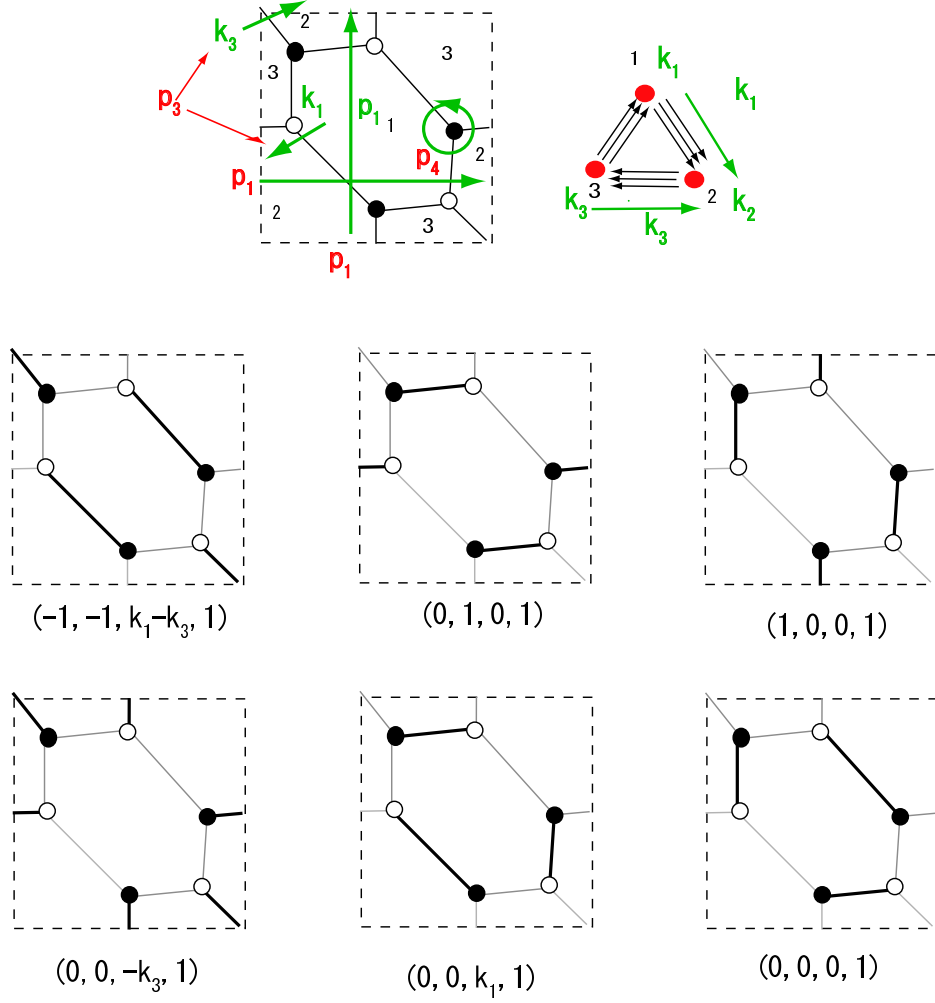 k₃
2
3
3
1
k₁
k₁
p₃
k₁
p₁
1
p₄
2
p₁
3
2
k₃
2
k₂
2
3
k₃
p₁
(-1, -1, k₁-k₃, 1)
(0, 1, 0, 1)
(1, 0, 0, 1)
(0, 0, -k₃, 1)
(0, 0, k₁, 1)
(0, 0, 0, 1)